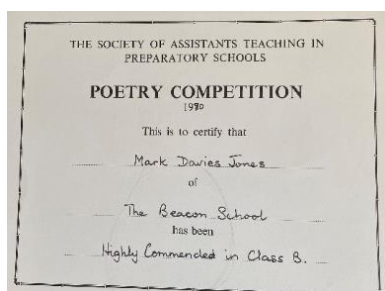 THE SOCIETY OF ASSISTANTS TEACHING IN
PREPARATORY SCHOOLS
POETRY COMPETITION
1980
This is to certify that
Mark Davies Jones
of
The Beacon School
has been
Highly Commended in Class B.